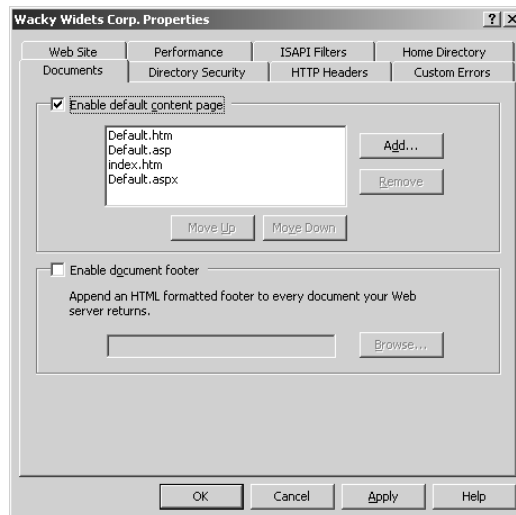 Wacky Widets Corp. Properties
Web Site Performance ISAPI Filters Home Directory
Documents Directory Security HTTP Headers Custom Errors
Enable default content page
Default.htm
Default.asp
index.htm
Default.aspx
Add...
Remove
Move Up Move Down
Enable document footer
Append an HTML formatted footer to every document your Web
server returns.
Browse...
OK Cancel Apply Help